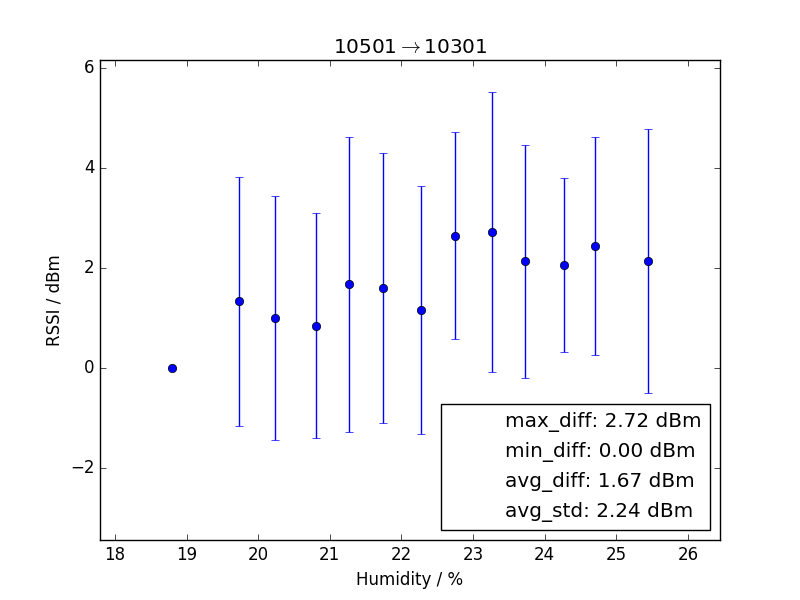 10501→10301
6
4
2
0
−2
RSSI / dBm
max_diff: 2.72 dBm
min_diff: 0.00 dBm
avg_diff: 1.67 dBm
avg_std: 2.24 dBm
18 19 20 21 22 23 24 25 26
Humidity / %